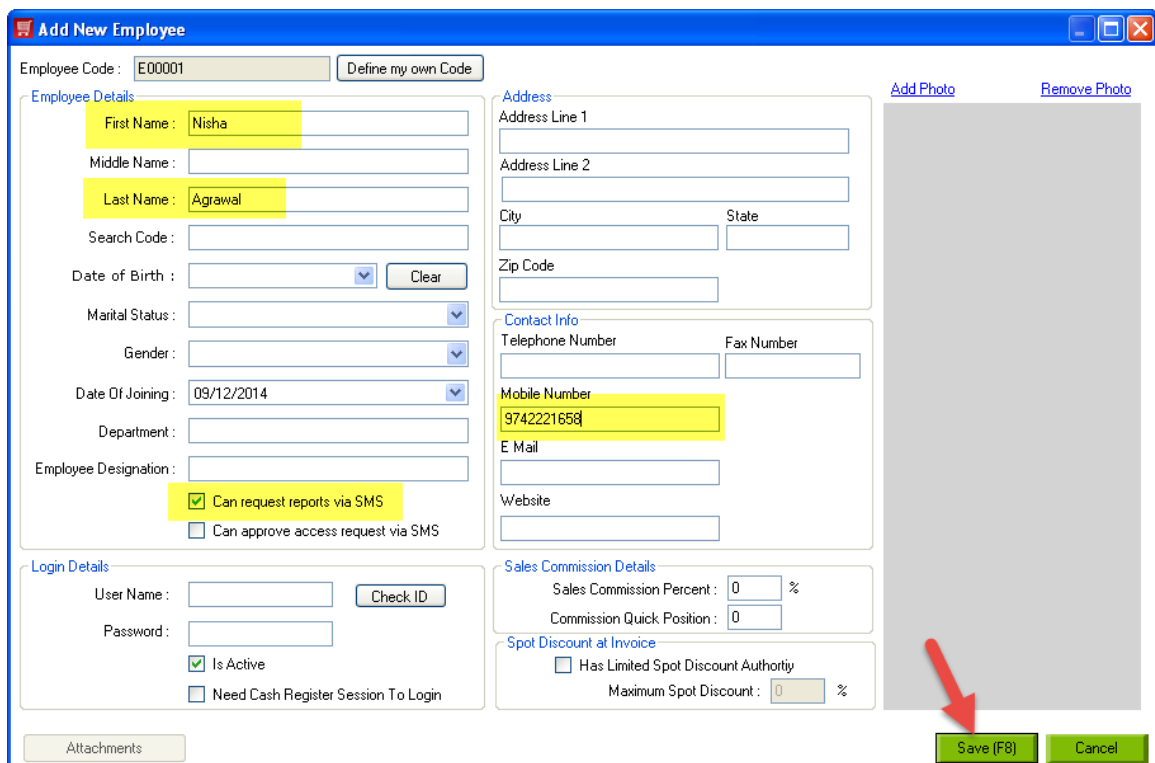 Add New Employee
Employee Code : E00001 Define my own Code
Add Photo Remove Photo
Employee Details
First Name : Nisha
Middle Name :
Last Name : Agrawal
Search Code :
Date of Birth : Clear
Marital Status :
Gender :
Date Of Joining : 09/12/2014
Department :
Employee Designation :
Can request reports via SMS
Can approve access request via SMS
Address
Address Line 1
Address Line 2
City State
Zip Code
Contact Info
Telephone Number Fax Number
Mobile Number
9742221658
E Mail
Website
Login Details
User Name : Check ID
Password :
Is Active
Need Cash Register Session To Login
Sales Commission Details
Sales Commission Percent : 0 %
Commission Quick Position : 0
Spot Discount at Invoice
Has Limited Spot Discount Authortiy
Maximum Spot Discount : 0 %
Attachments Save (F8) Cancel